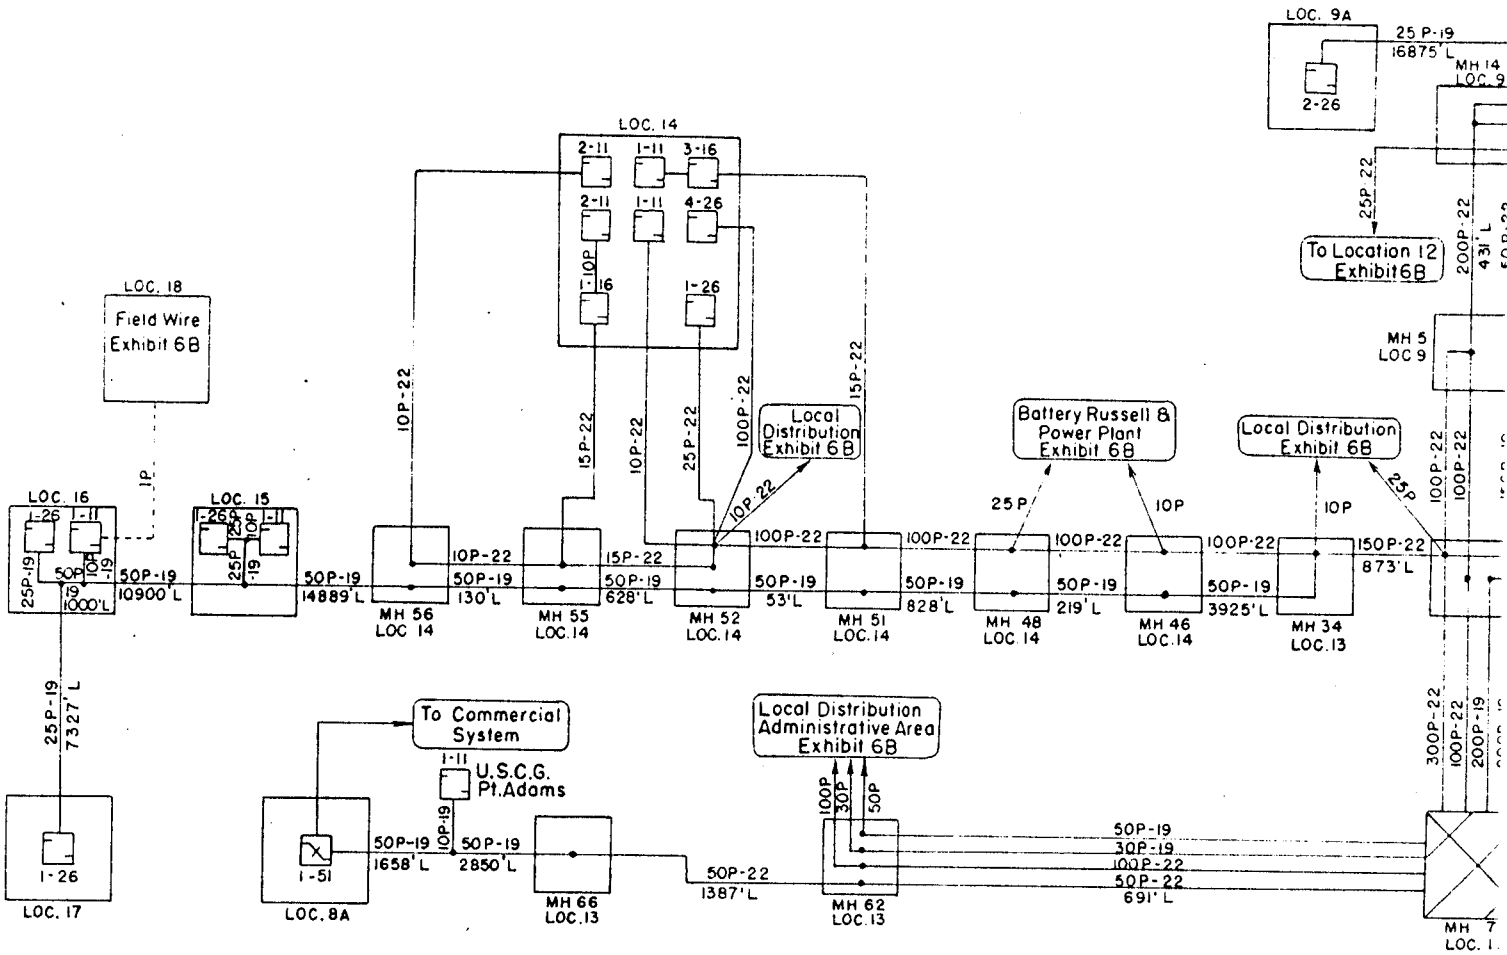 LOC. 9A
25 P-19
16875' L
2-26
MH 14
LOC. 9
25P-22
200P-22
431' L
50P-22
To Location 12
Exhibit 6B
MH 5
LOC 9
LOC. 14
2-11
1-11
3-16
2-11
1-11
4-26
10P
1-16
1-26
10P-22
15P-22
10P-22
25P-22
100P-22
15P-22
LOC. 18
Field Wire
Exhibit 6B
1P
Local
Distribution
Exhibit 6B
10P-22
Battery Russell &
Power Plant
Exhibit 6B
25P
10P
Local Distribution
Exhibit 6B
10P
25P
100P-22
100P-22
LOC. 16
1-26
1-11
25P-19
50P
19
1000' L
10P
-19
50P-19
10900' L
LOC. 15
1-26
25P
10P
1-11
25P
-19
50P-19
14889' L
MH 56
LOC 14
10P-22
50P-19
130' L
MH 55
LOC. 14
15P-22
50P-19
628' L
MH 52
LOC. 14
100P-22
50P-19
53' L
MH 51
LOC. 14
100P-22
50P-19
828' L
MH 48
LOC. 14
100P-22
50P-19
219' L
MH 46
LOC. 14
100P-22
50P-19
3925' L
MH 34
LOC. 13
150P-22
873' L
25P-19
7327' L
1-26
LOC. 17
To Commercial
System
1-11
U.S.C.G.
Pt. Adams
10P-19
1-51
LOC. 8A
50P-19
1658' L
50P-19
2850' L
MH 66
LOC. 13
50P-22
1387' L
Local Distribution
Administrative Area
Exhibit 6B
100P
30P
50P
MH 62
LOC. 13
50P-19
30P-19
100P-22
50P-22
691' L
300P-22
100P-22
200P-19
MH 7
LOC. 1